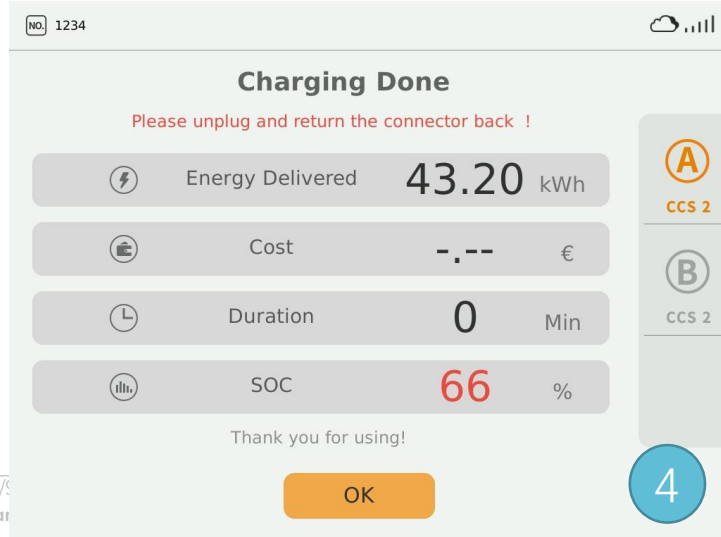 NO. 1234
Charging Done
Please unplug and return the connector back !
Energy Delivered 43.20 kWh
Cost -.-- €
Duration 0 Min
SOC 66 %
Thank you for using!
OK
A
CCS 2
B
CCS 2
4